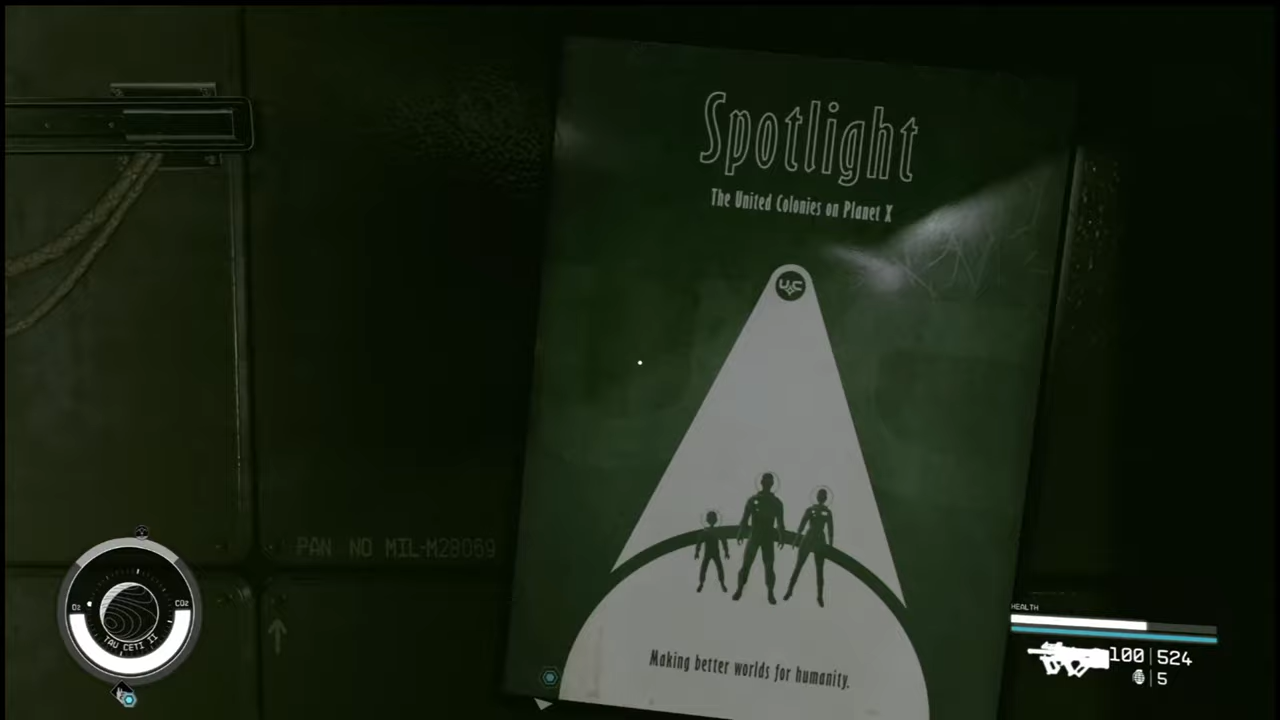 Spotlight
The United Colonies on Planet X
UC
PAN NO MIL-M28069
Making better worlds for humanity.
O2
CO2
TAU CETI II
HEALTH
100 | 524
5